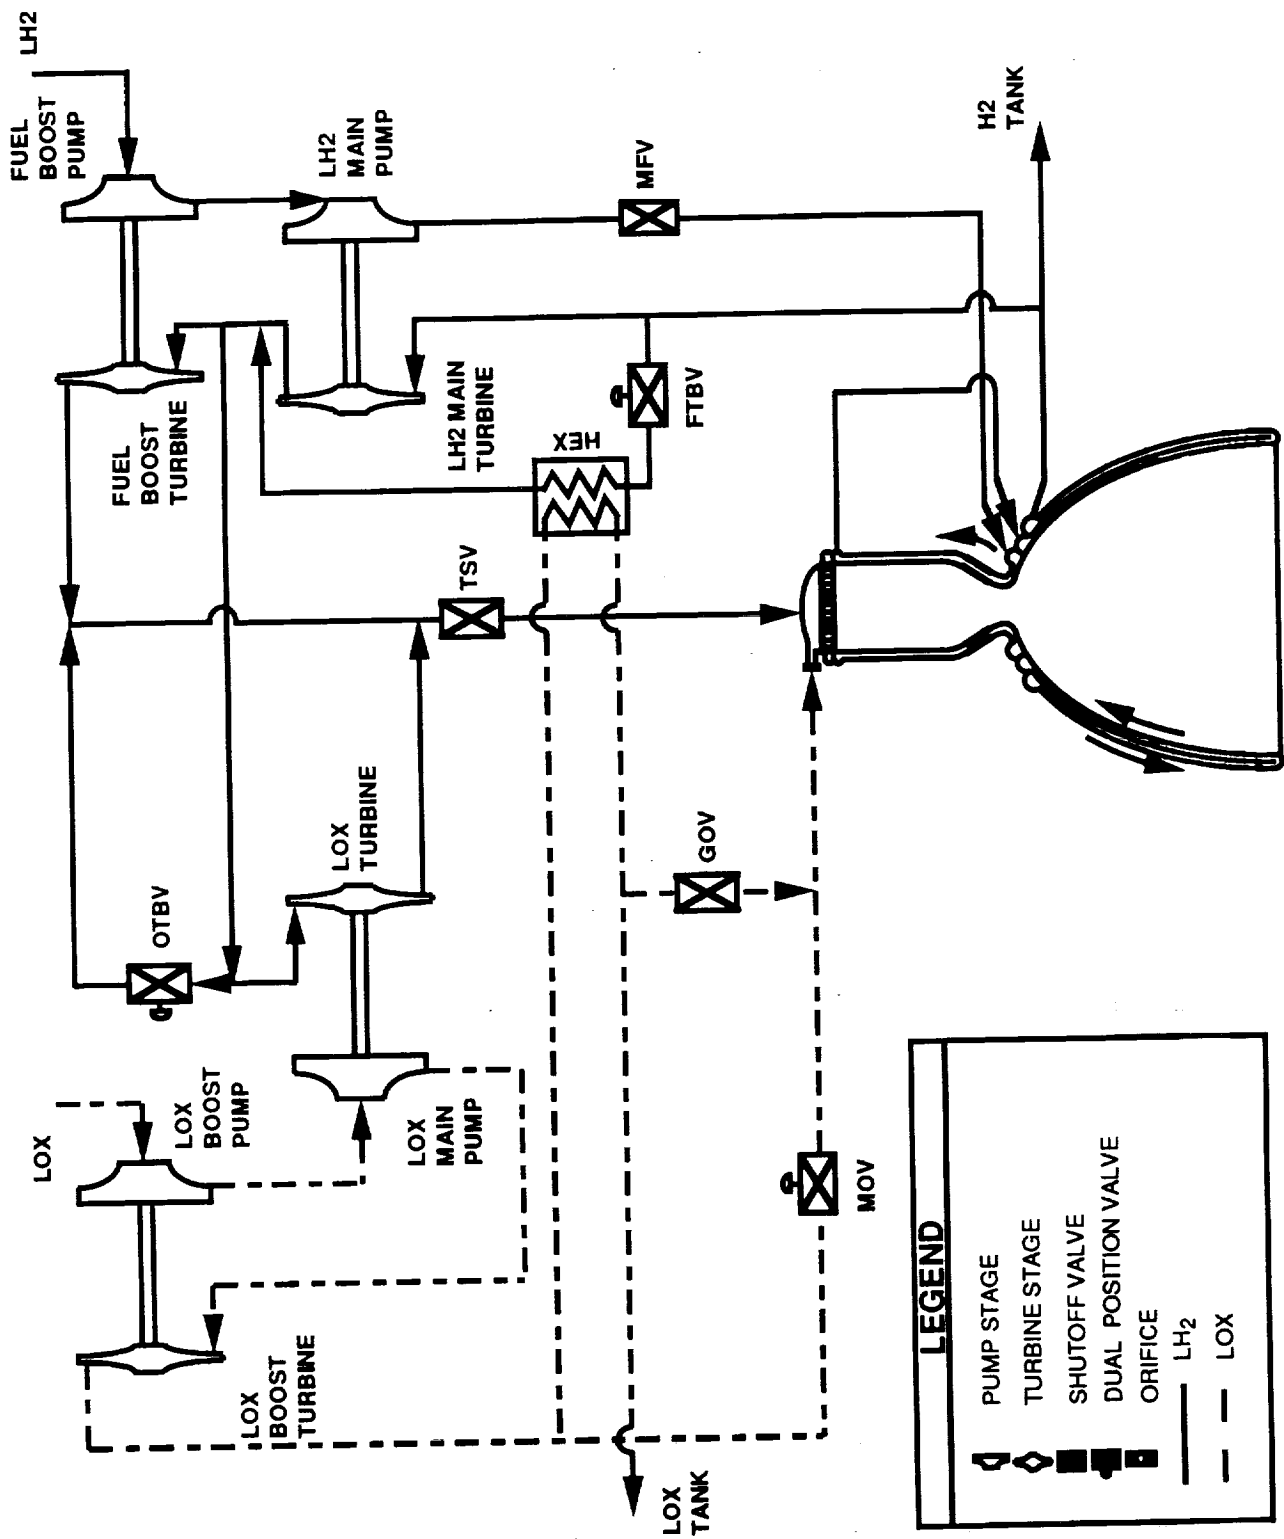 LOX
LOX
BOOST
PUMP
LOX
BOOST
TURBINE
LOX
MAIN
PUMP
LOX
TURBINE
OTBV
FUEL
BOOST
TURBINE
FUEL
BOOST
PUMP
LH2
LH2
MAIN
PUMP
LH2 MAIN
TURBINE
HEX
TSV
FTBV
MFV
H2
TANK
GOV
MOV
LOX
TANK
LEGEND
PUMP STAGE
TURBINE STAGE
SHUTOFF VALVE
DUAL POSITION VALVE
ORIFICE
LH2
LOX